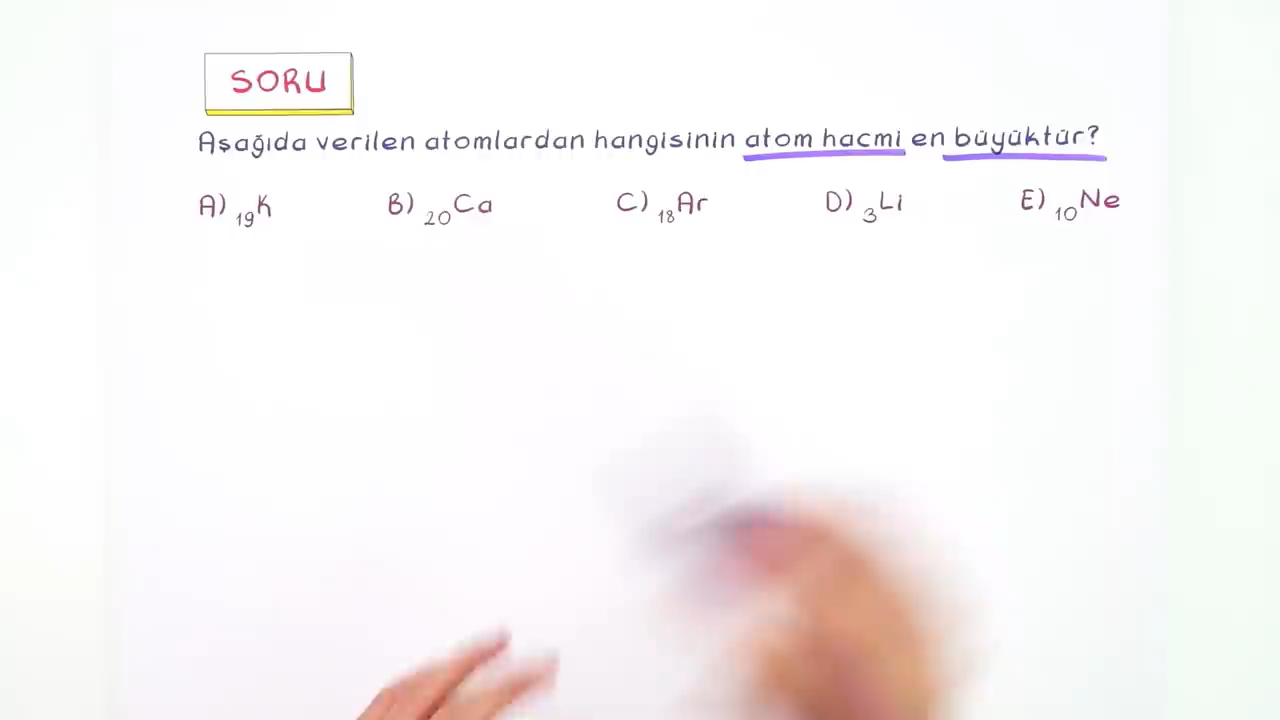 SORU
Aşağıda verilen atomlardan hangisinin atom hacmi en büyüktür?
A) ₁₉K B) ₂₀Ca C) ₁₈Ar D) ₃Li E) ₁₀Ne